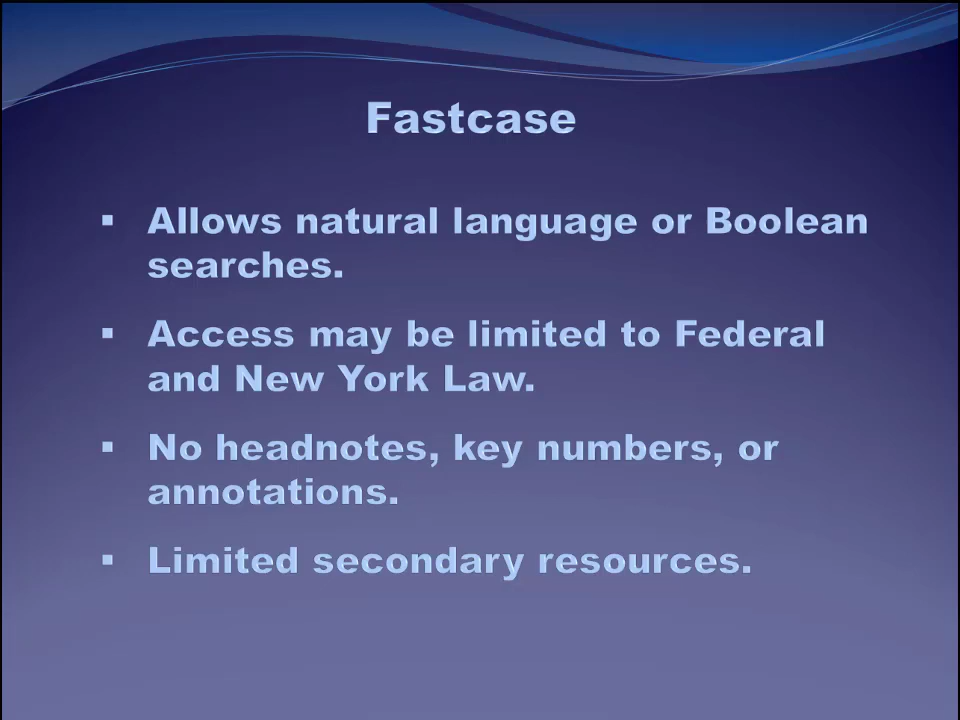 Fastcase
▪ Allows natural language or Boolean
searches.
▪ Access may be limited to Federal
and New York Law.
▪ No headnotes, key numbers, or
annotations.
▪ Limited secondary resources.